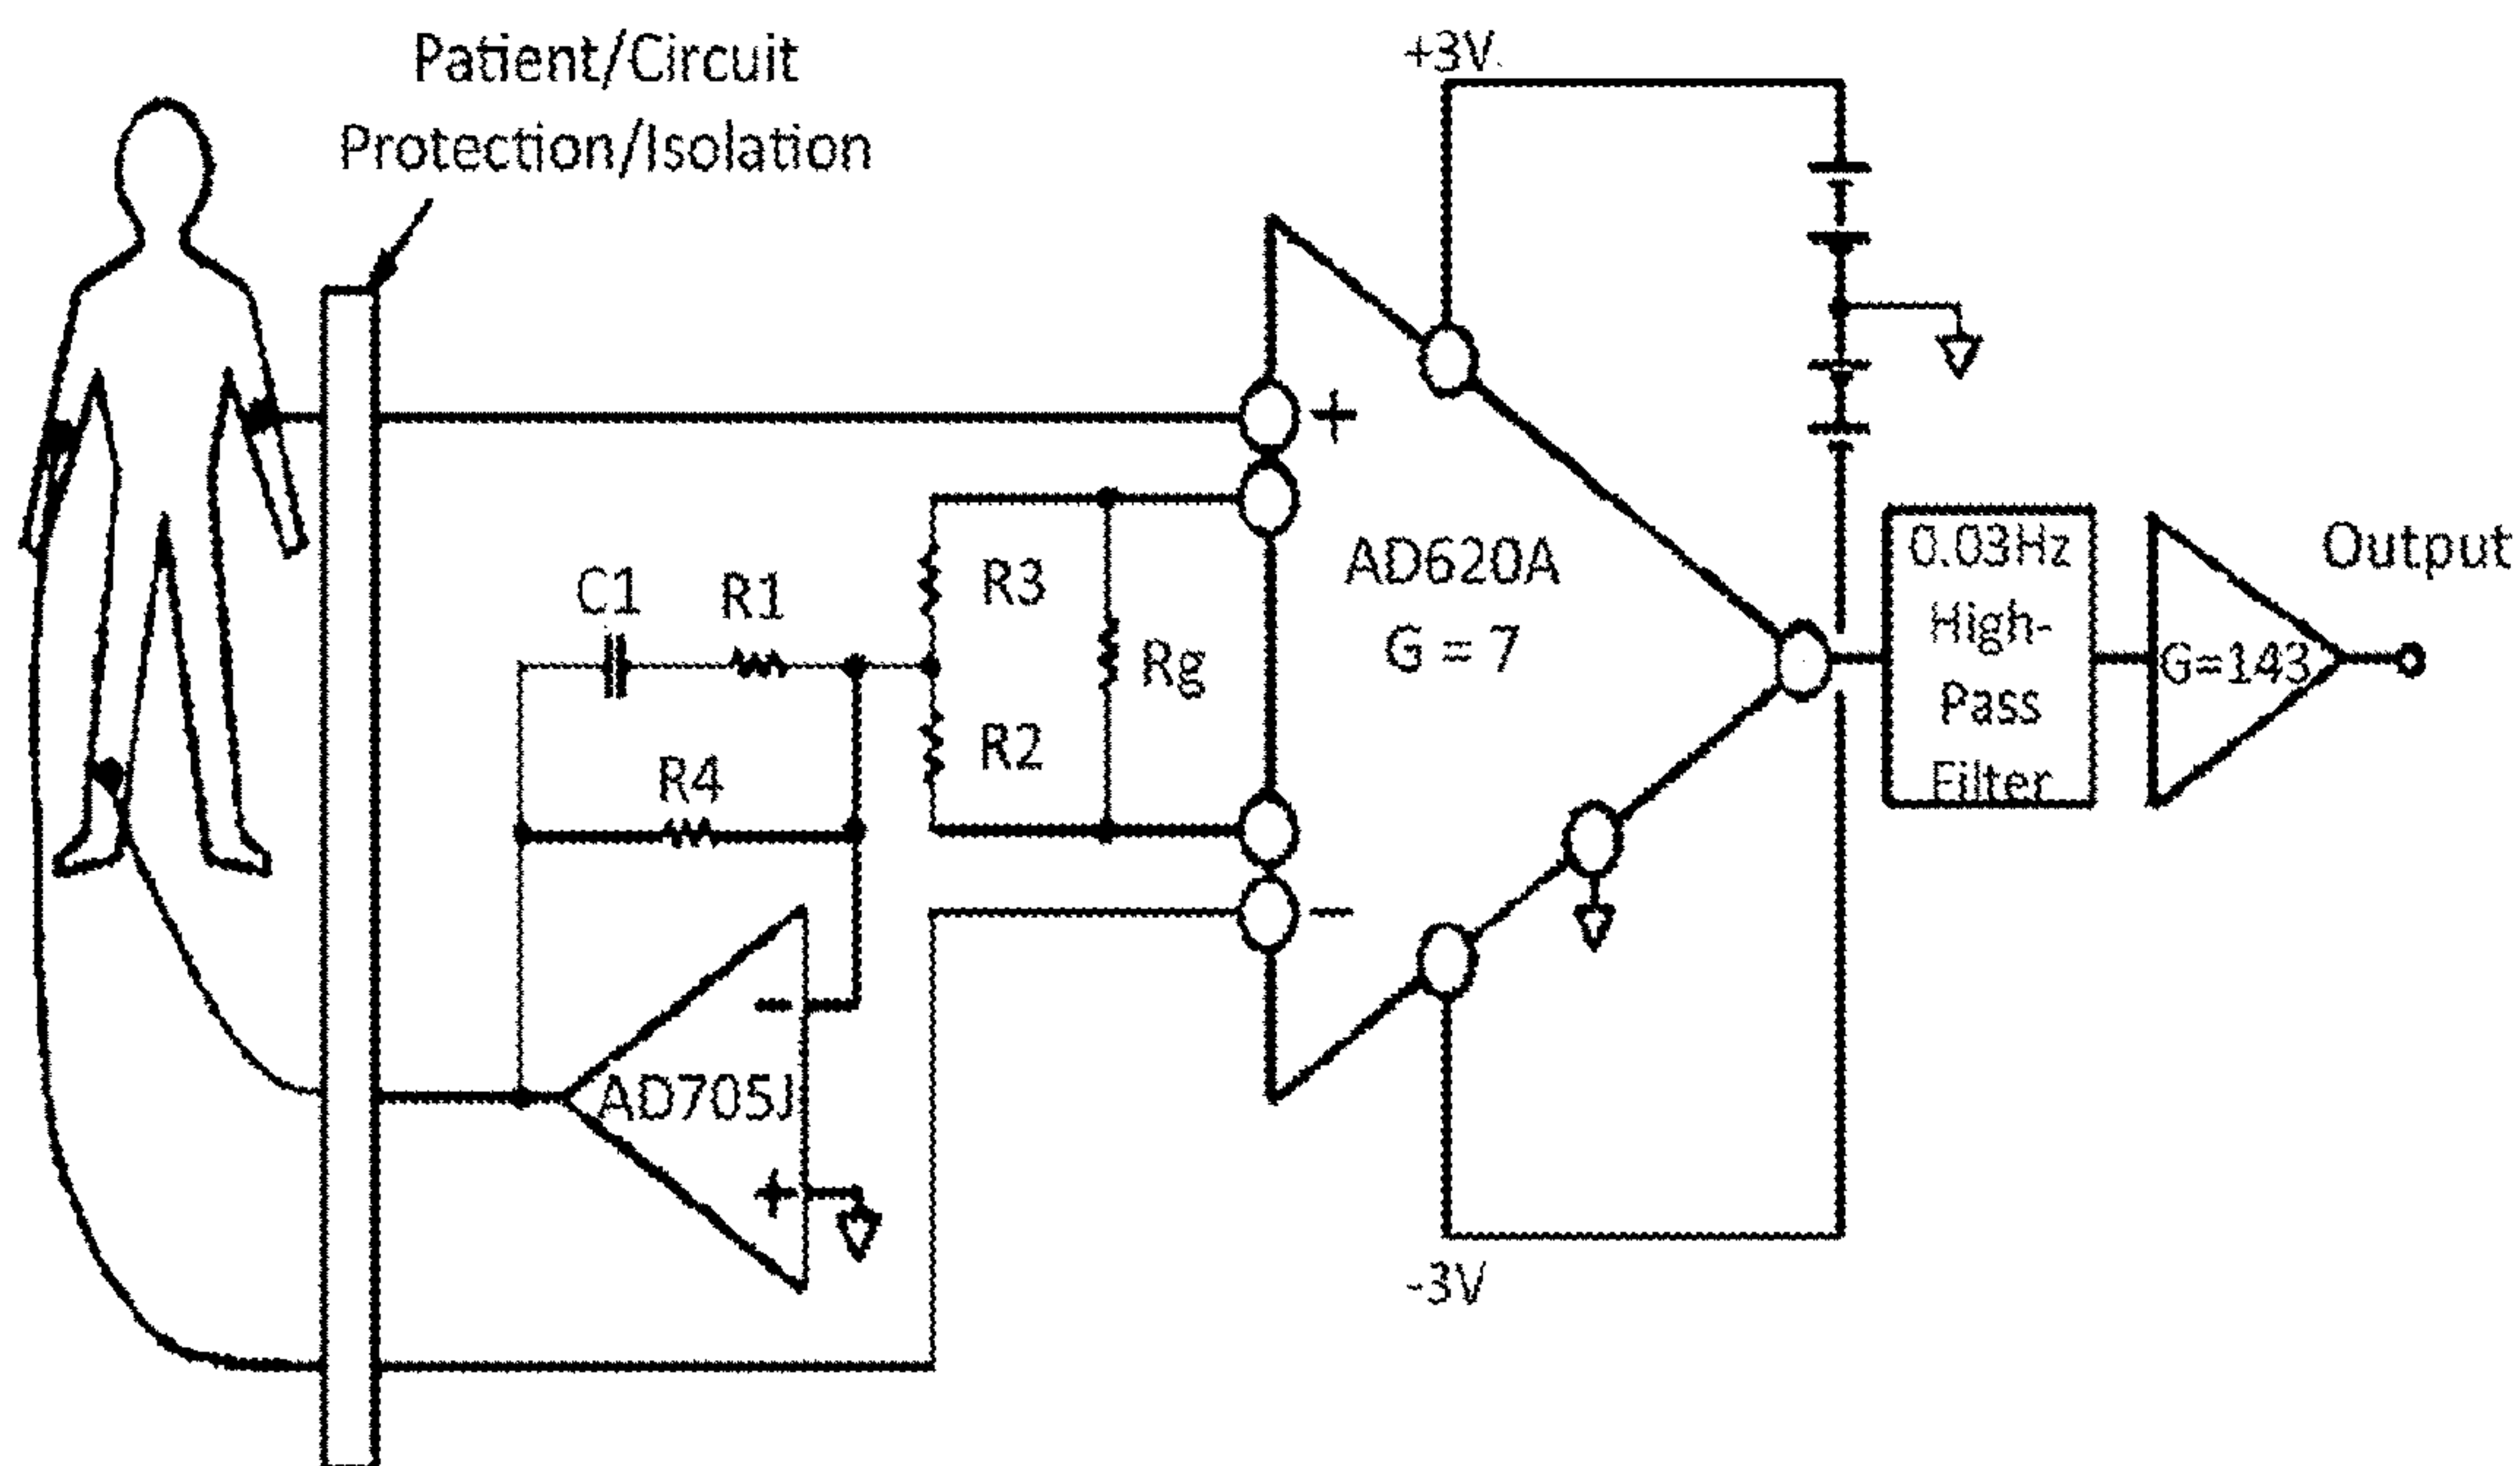 Patient/Circuit
Protection/Isolation
+3V
+
C1
R1
R3
Rg
AD620A
G = 7
0.03Hz
High-
Pass
Filter
G=143
Output
R4
R2
-
-
AD705J
+
-3V